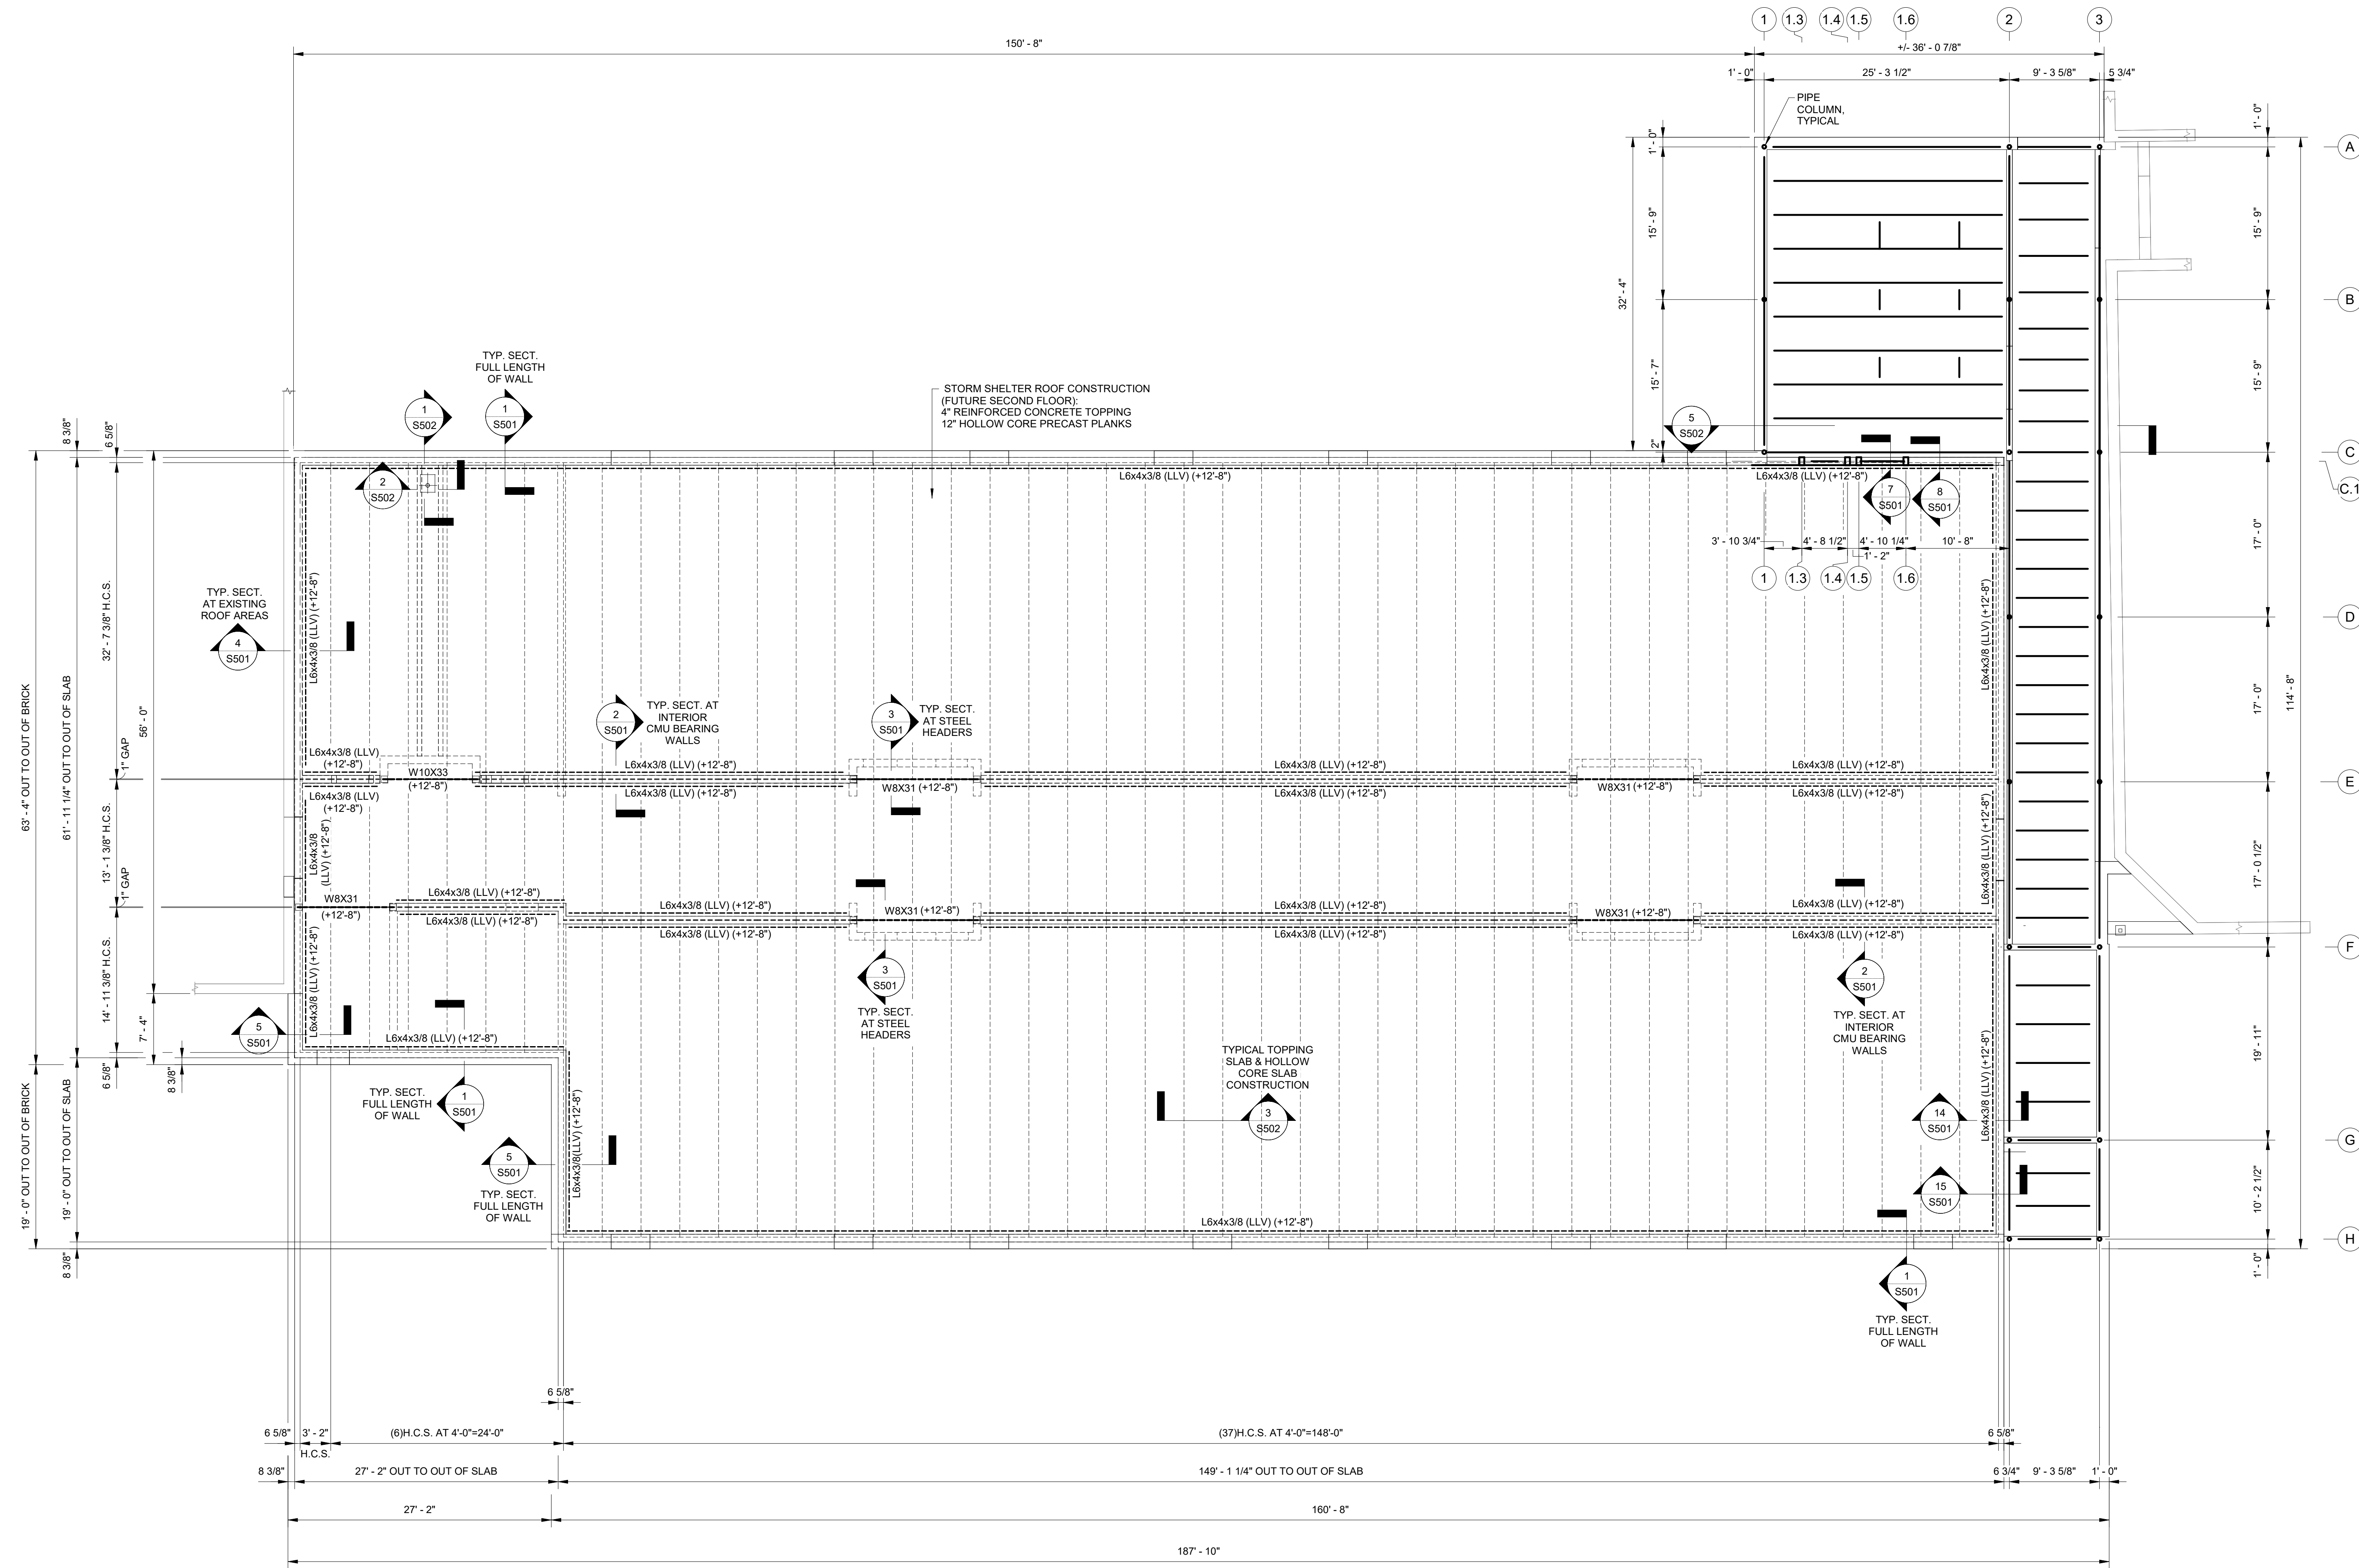 1
1.3
1.4
1.5
1.6
2
3
150' - 8"
+/- 36' - 0 7/8"
1' - 0"
25' - 3 1/2"
9' - 3 5/8"
5 3/4"
PIPE
COLUMN,
TYPICAL
1' - 0"
1' - 0"
A
15' - 9"
15' - 9"
32' - 4"
B
15' - 7"
15' - 9"
2"
C
C.1
TYP. SECT.
FULL LENGTH
OF WALL
1
S502
1
S501
STORM SHELTER ROOF CONSTRUCTION
(FUTURE SECOND FLOOR):
4" REINFORCED CONCRETE TOPPING
12" HOLLOW CORE PRECAST PLANKS
5
S502
8 3/8"
6 5/8"
L6x4x3/8 (LLV) (+12'-8")
L6x4x3/8 (LLV) (+12'-8")
2
S502
7
S501
8
S501
17' - 0"
3' - 10 3/4"
4' - 8 1/2"
4' - 10 1/4"
10' - 8"
1' - 2"
1
1.3
1.4
1.5
1.6
TYP. SECT.
AT EXISTING
ROOF AREAS
4
S501
L6x4x3/8 (LLV) (+12'-8")
L6x4x3/8 (LLV) (+12'-8")
D
32' - 7 3/8" H.C.S.
63' - 4" OUT TO OUT OF BRICK
61' - 11 1/4" OUT TO OUT OF SLAB
56' - 0"
1" GAP
2
S501
TYP. SECT. AT
INTERIOR
CMU BEARING
WALLS
3
S501
TYP. SECT.
AT STEEL
HEADERS
17' - 0"
114' - 8"
L6x4x3/8 (LLV)
(+12'-8")
W10X33
(+12'-8")
L6x4x3/8 (LLV) (+12'-8")
L6x4x3/8 (LLV) (+12'-8")
L6x4x3/8 (LLV) (+12'-8")
E
W8X31 (+12'-8")
W8X31 (+12'-8")
L6x4x3/8 (LLV)
(+12'-8")
L6x4x3/8 (LLV) (+12'-8")
L6x4x3/8 (LLV) (+12'-8")
L6x4x3/8 (LLV) (+12'-8")
13' - 1 3/8" H.C.S.
1" GAP
L6x4x3/8
(LLV) (+12'-8")
L6x4x3/8 (LLV) (+12'-8")
17' - 0 1/2"
W8X31
(+12'-8")
L6x4x3/8 (LLV) (+12'-8")
L6x4x3/8 (LLV) (+12'-8")
L6x4x3/8 (LLV) (+12'-8")
W8X31 (+12'-8")
L6x4x3/8 (LLV) (+12'-8")
W8X31 (+12'-8")
L6x4x3/8 (LLV) (+12'-8")
L6x4x3/8 (LLV) (+12'-8")
L6x4x3/8 (LLV) (+12'-8")
L6x4x3/8 (LLV) (+12'-8")
F
14' - 11 3/8" H.C.S.
L6x4x3/8 (LLV) (+12'-8")
3
S501
TYP. SECT.
AT STEEL
HEADERS
2
S501
TYP. SECT. AT
INTERIOR
CMU BEARING
WALLS
7' - 4"
5
S501
L6x4x3/8 (LLV) (+12'-8")
19' - 11"
6 5/8"
8 3/8"
TYP. SECT.
FULL LENGTH
OF WALL
1
S501
TYPICAL TOPPING
SLAB & HOLLOW
CORE SLAB
CONSTRUCTION
3
S502
L6x4x3/8 (LLV) (+12'-8")
14
S501
G
19' - 0" OUT TO OUT OF BRICK
19' - 0" OUT TO OUT OF SLAB
5
S501
TYP. SECT.
FULL LENGTH
OF WALL
L6x4x3/8(LLV) (+12'-8")
15
S501
10' - 2 1/2"
L6x4x3/8 (LLV) (+12'-8")
8 3/8"
H
1' - 0"
1
S501
TYP. SECT.
FULL LENGTH
OF WALL
6 5/8"
6 5/8"
3' - 2"
H.C.S.
(6)H.C.S. AT 4'-0"=24'-0"
(37)H.C.S. AT 4'-0"=148'-0"
6 5/8"
8 3/8"
27' - 2" OUT TO OUT OF SLAB
149' - 1 1/4" OUT TO OUT OF SLAB
6 3/4"
9' - 3 5/8"
1' - 0"
27' - 2"
160' - 8"
187' - 10"